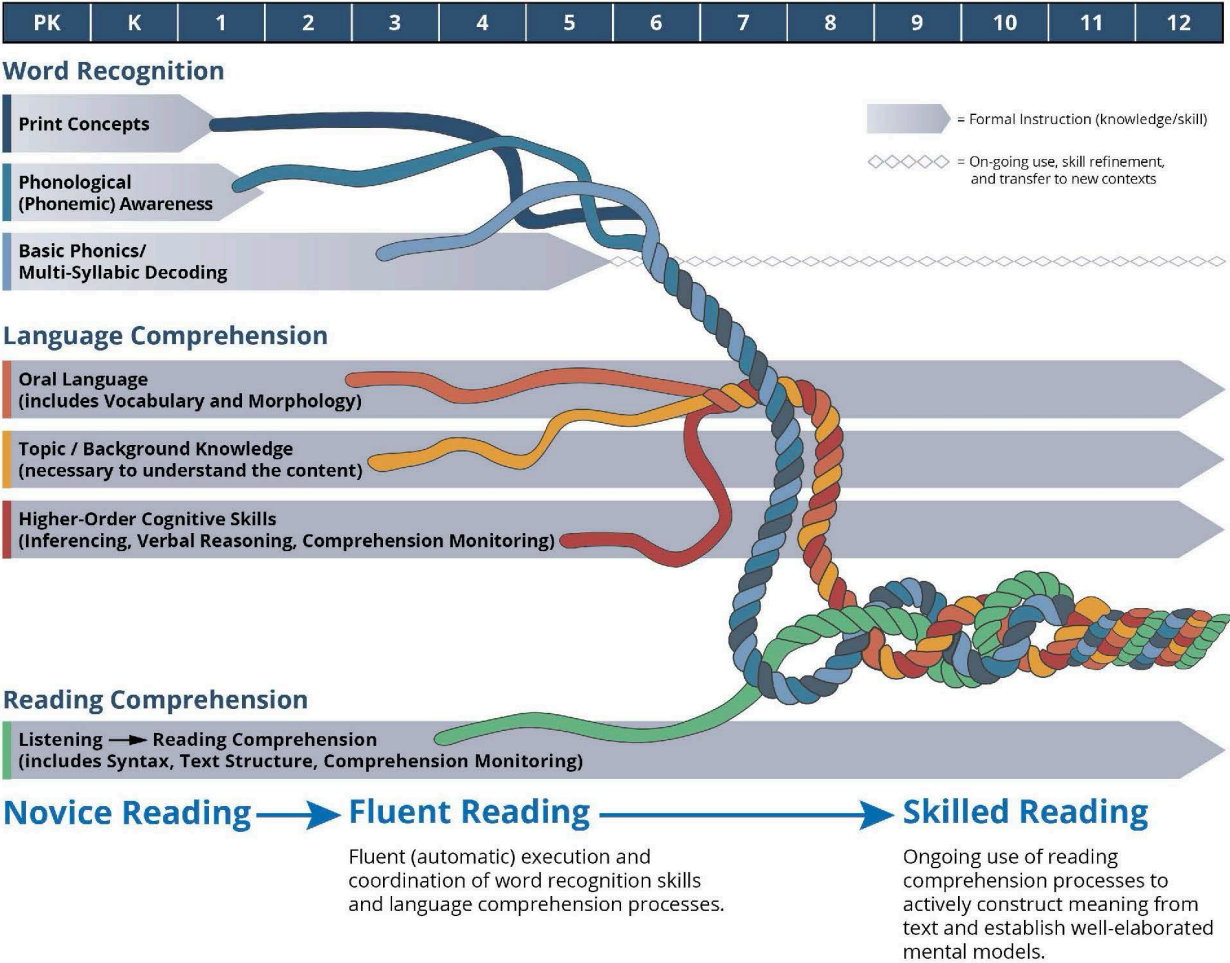 PK K 1 2 3 4 5 6 7 8 9 10 11 12
Word Recognition
Print Concepts
= Formal Instruction (knowledge/skill)
= On-going use, skill refinement,
and transfer to new contexts
Phonological
(Phonemic) Awareness
Basic Phonics/
Multi-Syllabic Decoding
Language Comprehension
Oral Language
(includes Vocabulary and Morphology)
Topic / Background Knowledge
(necessary to understand the content)
Higher-Order Cognitive Skills
(Inferencing, Verbal Reasoning, Comprehension Monitoring)
Reading Comprehension
Listening → Reading Comprehension
(includes Syntax, Text Structure, Comprehension Monitoring)
Novice Reading → Fluent Reading → Skilled Reading
Fluent (automatic) execution and
coordination of word recognition skills
and language comprehension processes.
Ongoing use of reading
comprehension processes to
actively construct meaning from
text and establish well-elaborated
mental models.